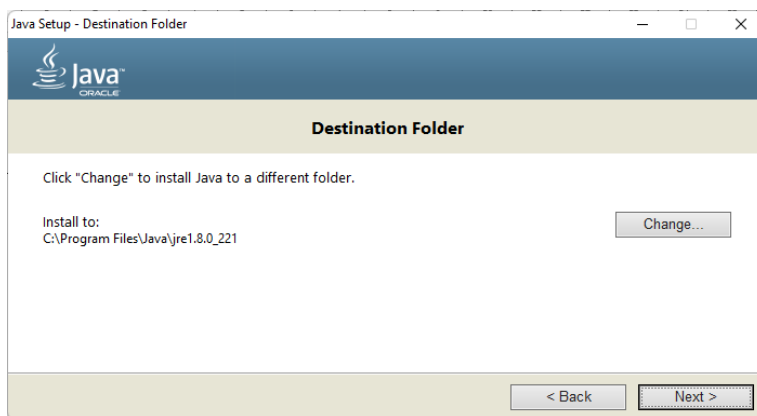 Java Setup - Destination Folder
Java™
ORACLE
Destination Folder
Click "Change" to install Java to a different folder.
Install to:
C:\Program Files\Java\jre1.8.0_221
Change...
< Back
Next >